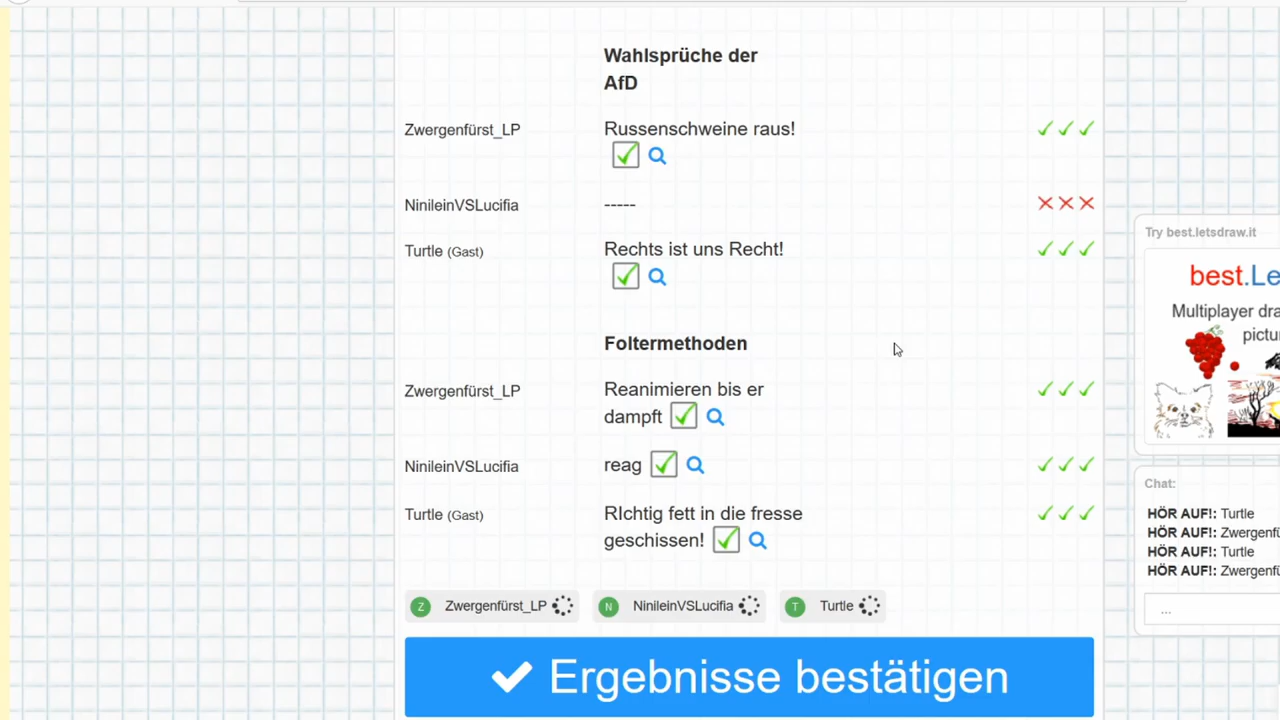 Wahlsprüche der
AfD
Zwergenfürst_LP
Russenschweine raus!
NinileinVSLucifia
-----
Turtle (Gast)
Rechts ist uns Recht!
Foltermethoden
Zwergenfürst_LP
Reanimieren bis er
dampft
NinileinVSLucifia
reag
Turtle (Gast)
RIchtig fett in die fresse
geschissen!
Z Zwergenfürst_LP
N NinileinVSLucifia
T Turtle
Ergebnisse bestätigen
Try best.letsdraw.it
best.Le
Multiplayer dra
pictu
Chat:
HÖR AUF!: Turtle
HÖR AUF!: Zwergenfü
HÖR AUF!: Turtle
HÖR AUF!: Zwergenfü
...